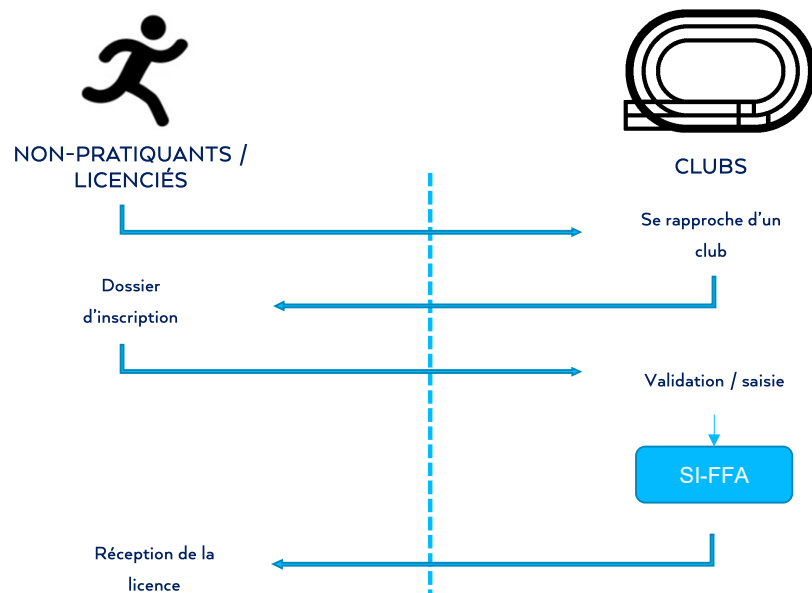 NON-PRATIQUANTS /
LICENCIÉS
CLUBS
Se rapproche d'un
club
Dossier
d'inscription
Validation / saisie
SI-FFA
Réception de la
licence